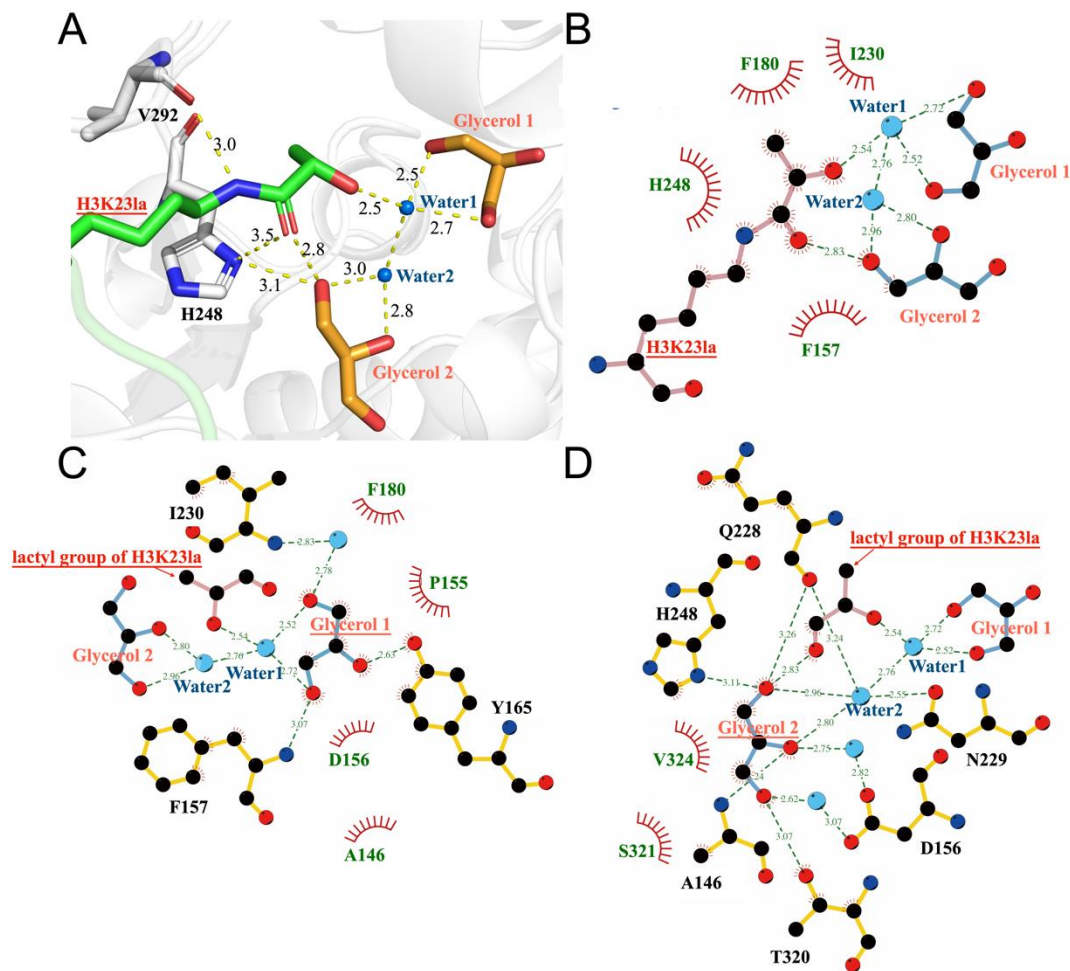 A
V292
3.0
Glycerol 1
H3K23la
2.5
2.5
Water1
2.7
3.5
2.8
3.0
Water2
3.1
H248
2.8
Glycerol 2
B
I230
F180
Water1
2.72
2.54
2.76
2.52
H248
Glycerol 1
Water2
2.80
2.96
2.83
Glycerol 2
H3K23la
F157
C
I230
F180
2.83
lactyl group of H3K23la
2.78
P155
2.52
Glycerol 1
2.54
2.80
Glycerol 2
2.76
2.63
2.96
Water2
Water1
2.72
3.07
Y165
D156
F157
A146
D
Q228
lactyl group of H3K23la
H248
3.26
3.24
2.54
2.72
Glycerol 1
2.83
2.52
Water1
3.11
2.76
2.96
2.55
Water2
2.80
Glycerol 2
N229
V324
2.75
2.82
2.62
3.07
D156
S321
3.07
A146
T320